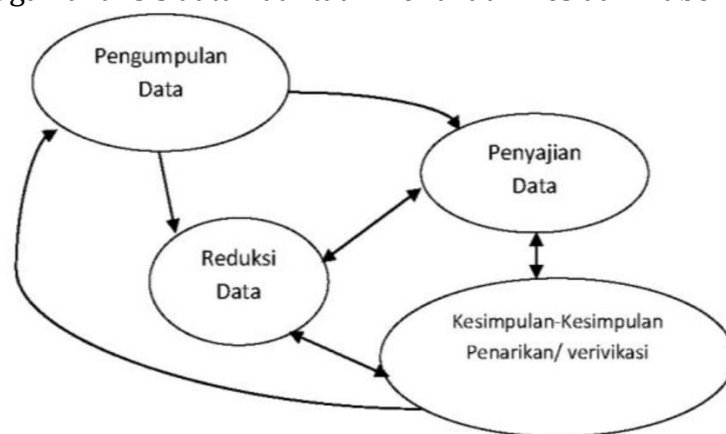 Pengumpulan
Data
Penyajian
Data
Reduksi
Data
Kesimpulan-Kesimpulan
Penarikan/ verivikasi